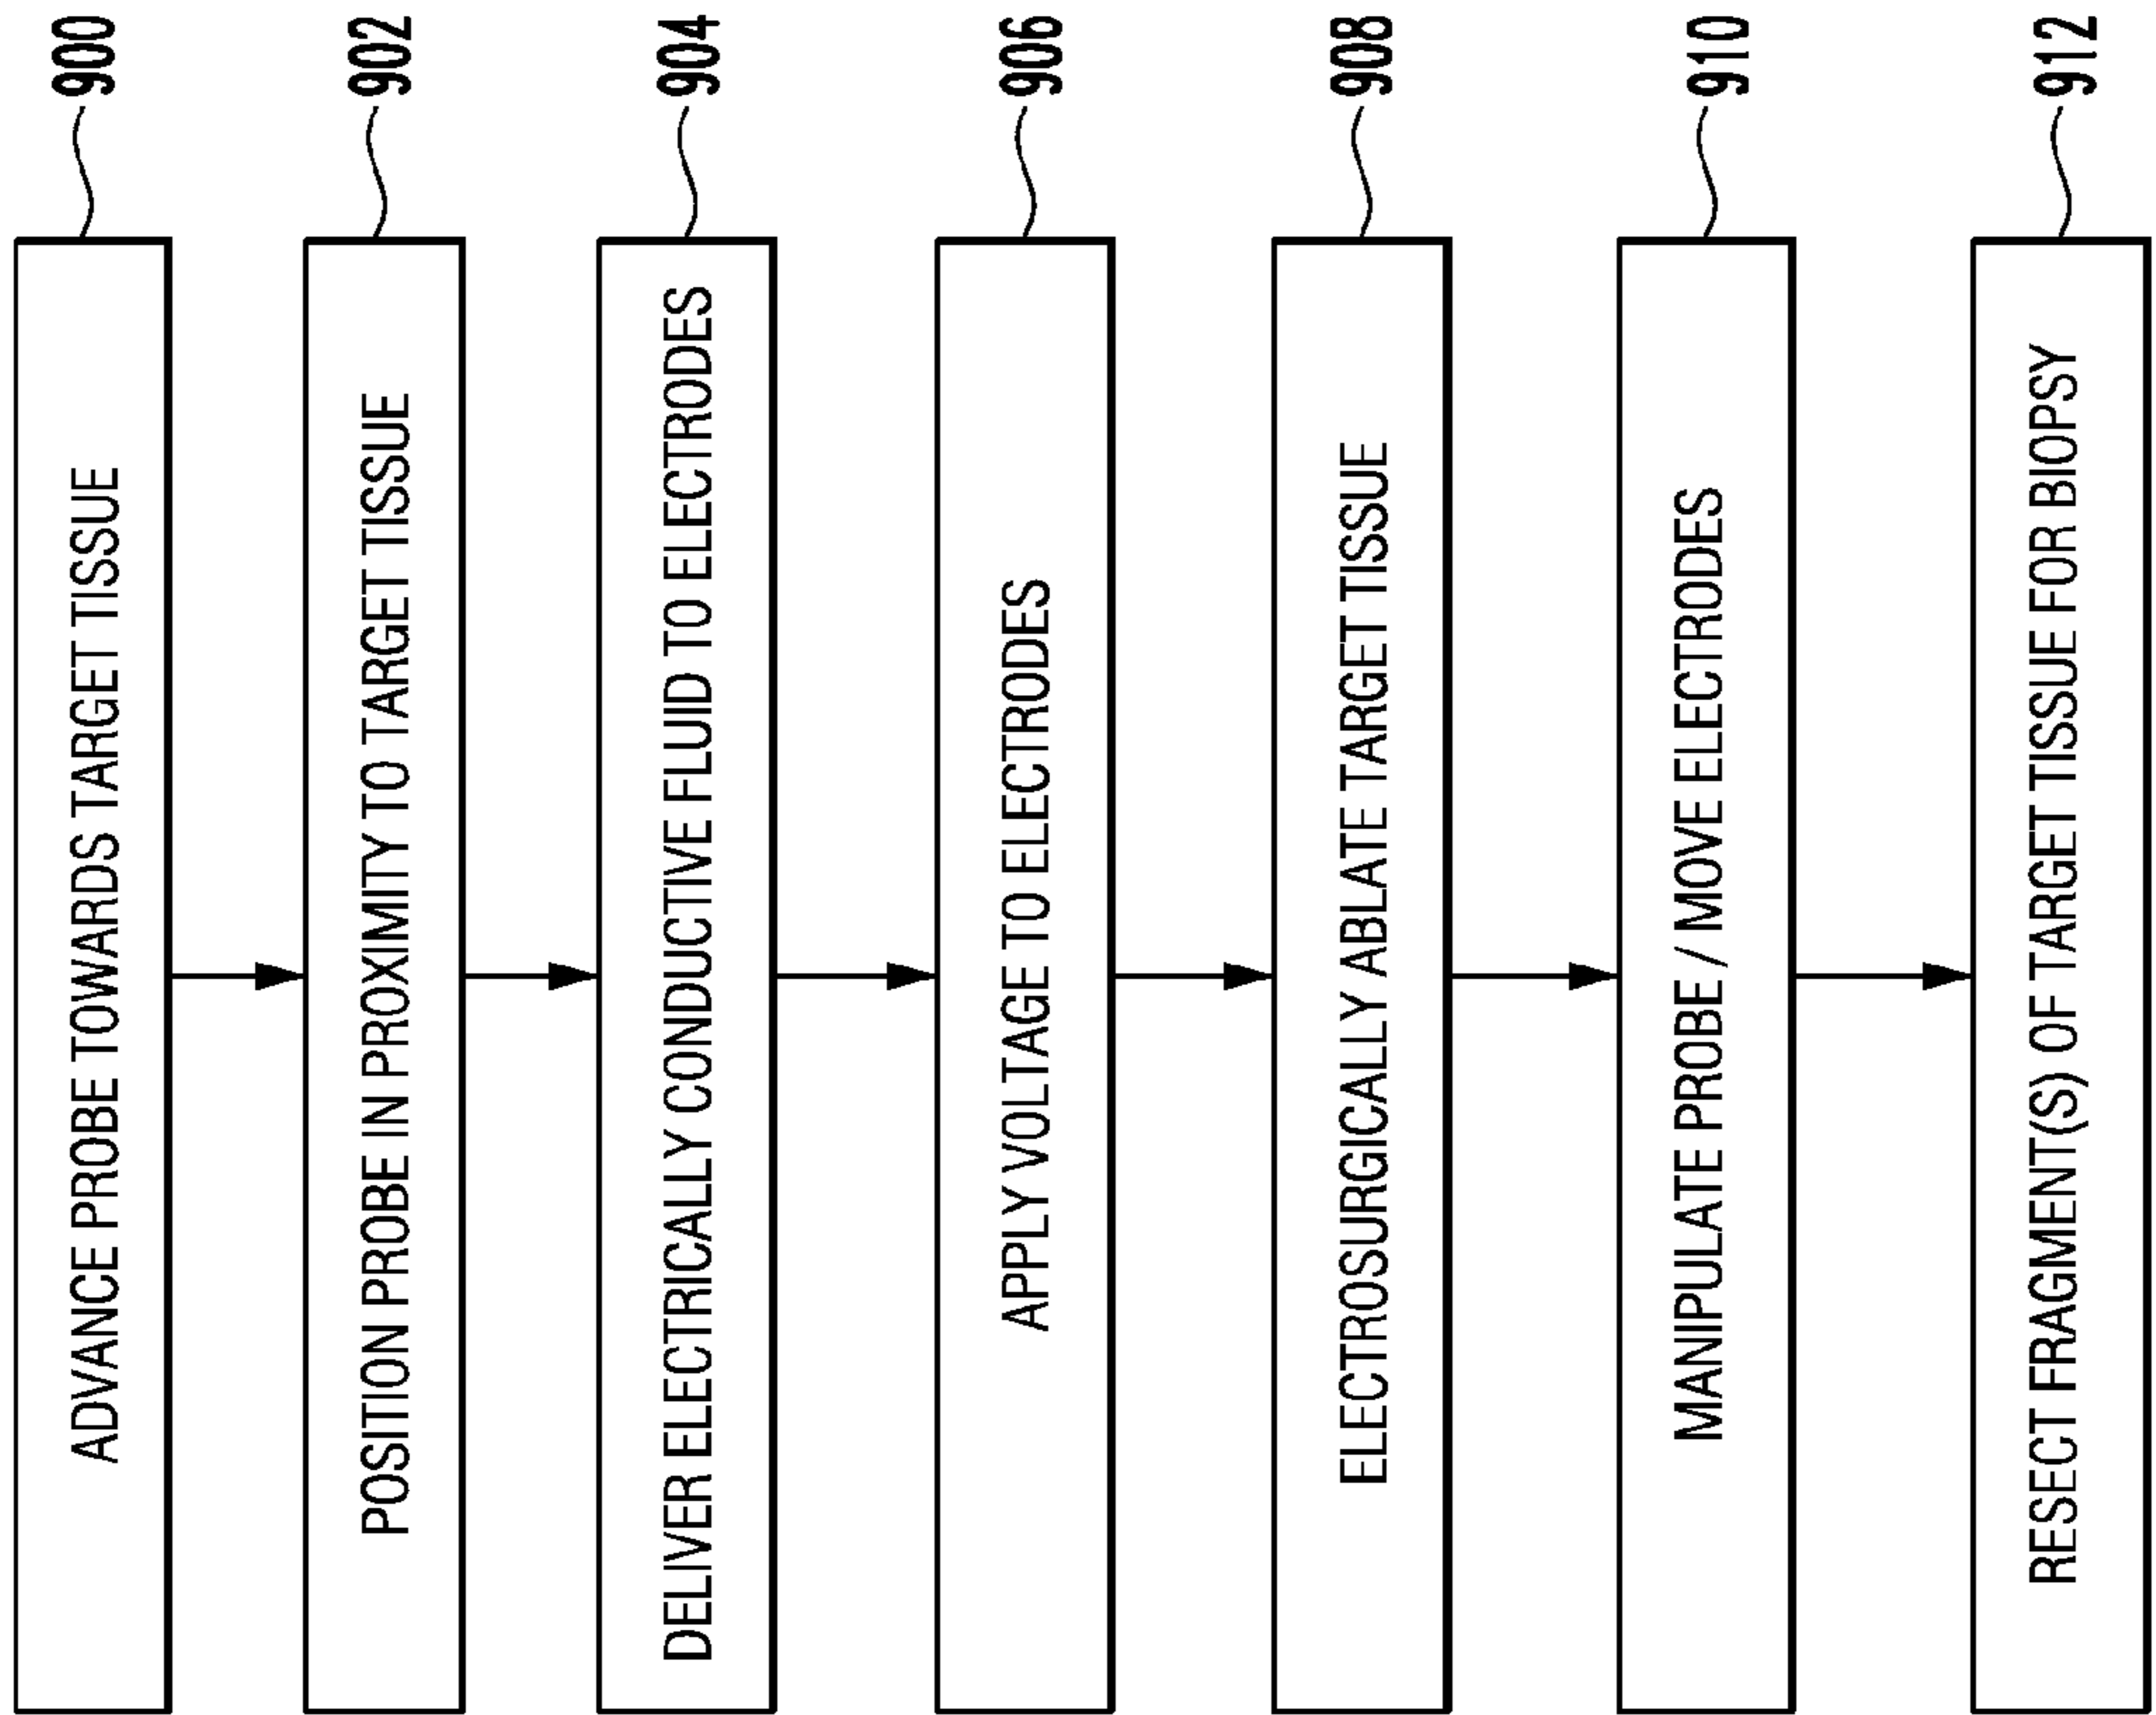 ADVANCE PROBE TOWARDS TARGET TISSUE
900
POSITION PROBE IN PROXIMITY TO TARGET TISSUE
902
DELIVER ELECTRICALLY CONDUCTIVE FLUID TO ELECTRODES
904
APPLY VOLTAGE TO ELECTRODES
906
ELECTROSURGICALLY ABLATE TARGET TISSUE
908
MANIPULATE PROBE / MOVE ELECTRODES
910
RESECT FRAGMENT(S) OF TARGET TISSUE FOR BIOPSY
912